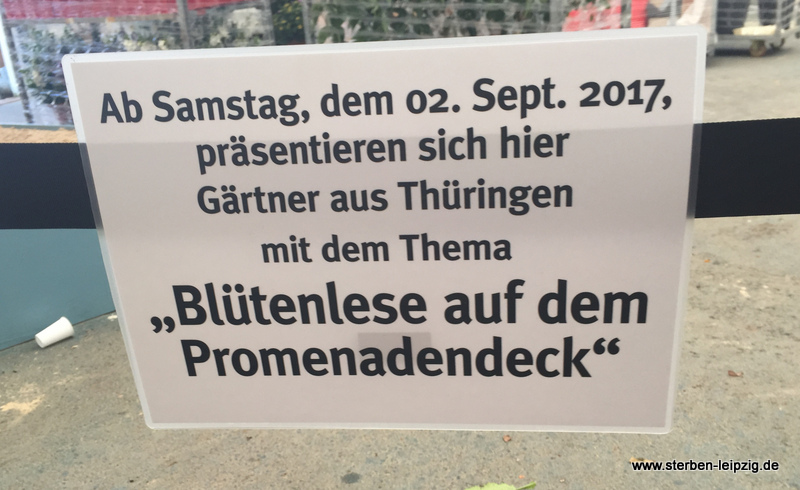 Ab Samstag, dem 02. Sept. 2017,
präsentieren sich hier
Gärtner aus Thüringen
mit dem Thema
„Blütenlese auf dem
Promenadendeck“
www.sterben-leipzig.de